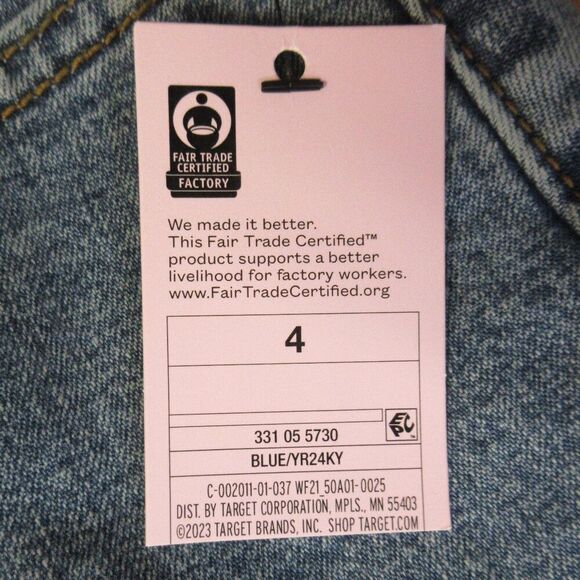 FAIR TRADE
CERTIFIED
FACTORY
We made it better.
This Fair Trade Certified™
product supports a better
livelihood for factory workers.
www.FairTradeCertified.org
4
EPC
331 05 5730
BLUE/YR24KY
C-002011-01-037 WF21_50A01-0025
DIST. BY TARGET CORPORATION, MPLS., MN 55403
©2023 TARGET BRANDS, INC. SHOP TARGET.COM